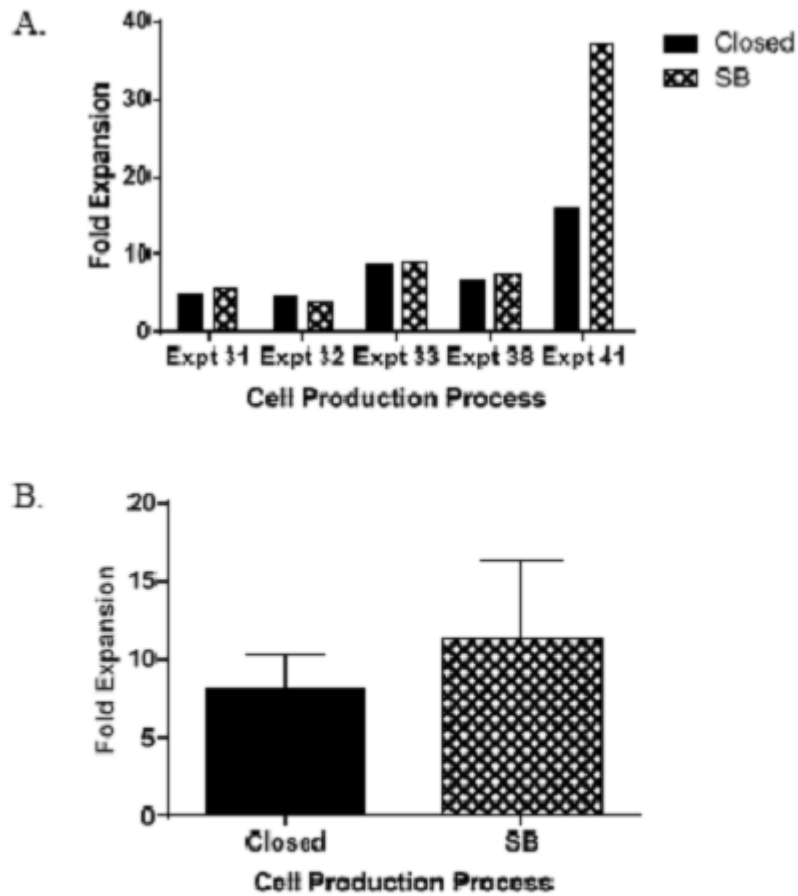 A.
40
30
20
10
0
Fold Expansion
Closed
SB
Expt 31 Expt 32 Expt 33 Expt 38 Expt 41
Cell Production Process
B.
20
15
10
5
0
Fold Expansion
Closed SB
Cell Production Process